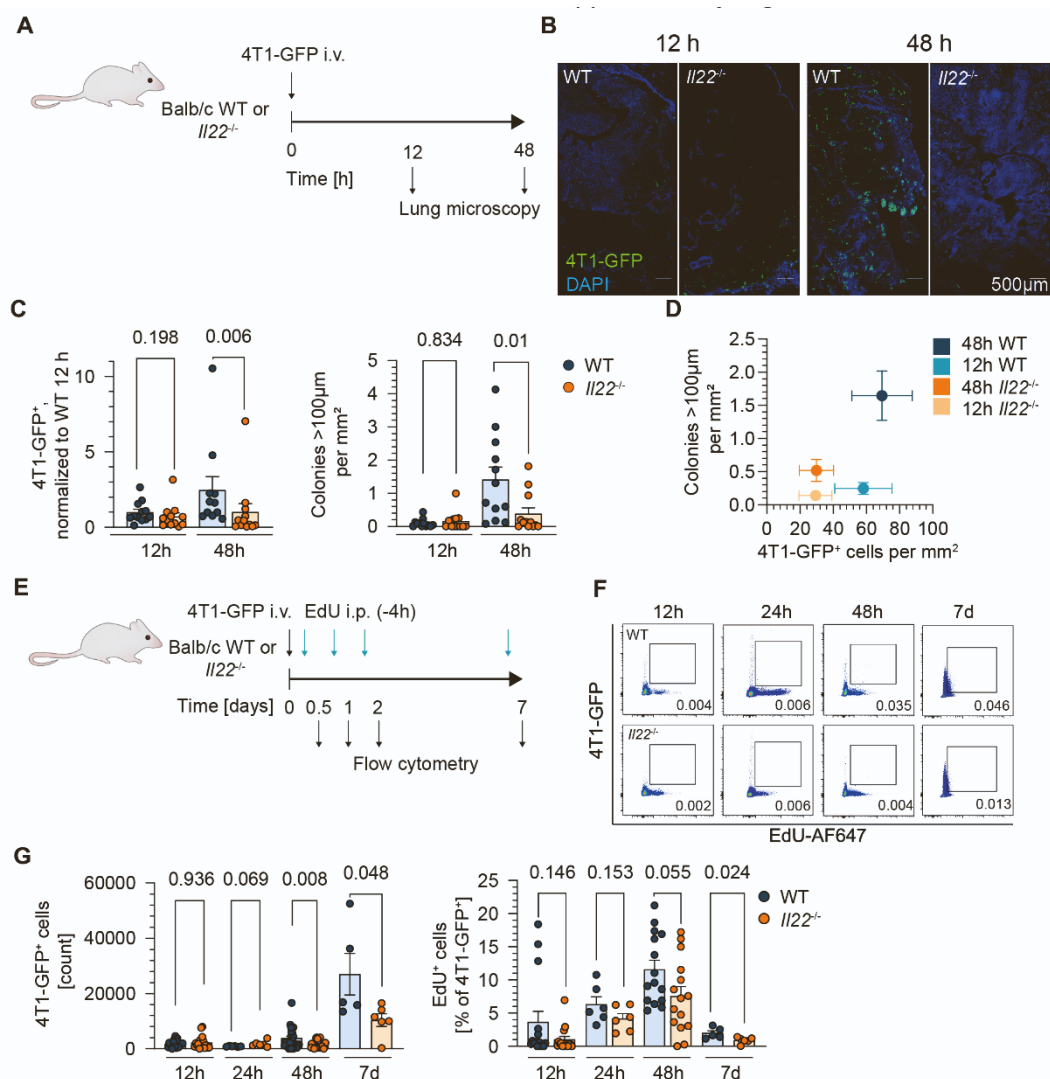 A
4T1-GFP i.v.
Balb/c WT or
Il22-/-
0
12
48
Time [h]
Lung microscopy
B
12 h
48 h
WT
Il22-/-
WT
Il22-/-
4T1-GFP
DAPI
500µm
C
4T1-GFP+,
normalized to WT 12 h
10
5
0
0.198
0.006
12h
48h
Colonies >100µm
per mm²
5
4
3
2
1
0
0.834
0.01
12h
48h
WT
Il22-/-
D
Colonies >100µm
per mm²
2.5
2.0
1.5
1.0
0.5
0.0
0 20 40 60 80 100
4T1-GFP+ cells per mm²
48h WT
12h WT
48h Il22-/-
12h Il22-/-
E
4T1-GFP i.v.
EdU i.p. (-4h)
Balb/c WT or
Il22-/-
Time [days]
0 0.5 1 2 7
Flow cytometry
F
12h 24h 48h 7d
WT
0.004 0.006 0.035 0.046
Il22-/-
0.002 0.006 0.004 0.013
4T1-GFP
EdU-AF647
G
4T1-GFP+ cells
[count]
60000
40000
20000
0
0.936 0.069 0.008 0.048
12h 24h 48h 7d
EdU+ cells
[% of 4T1-GFP+]
25
20
15
10
5
0
0.146 0.153 0.055 0.024
12h 24h 48h 7d
WT
Il22-/-